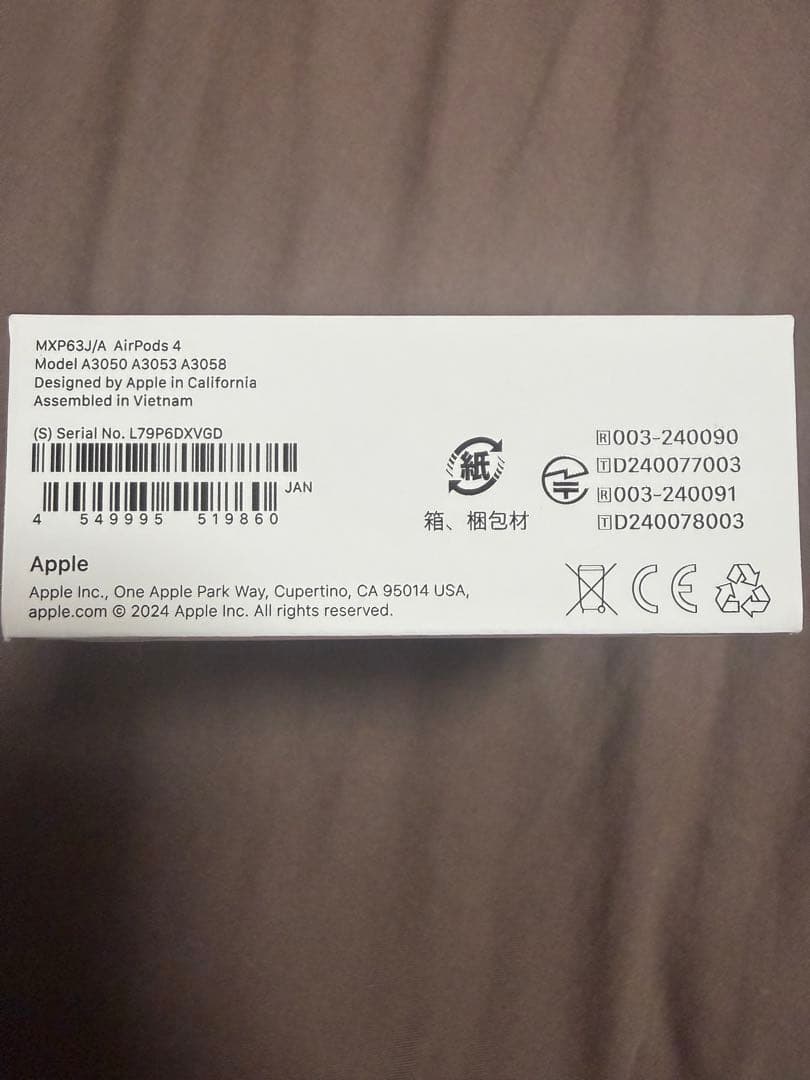 MXP63J/A AirPods 4
Model A3050 A3053 A3058
Designed by Apple in California
Assembled in Vietnam
(S) Serial No. L79P6DXVGD
JAN
4 549995 519860
紙
箱、梱包材
R003-240090
TD240077003
R003-240091
TD240078003
Apple
Apple Inc., One Apple Park Way, Cupertino, CA 95014 USA,
apple.com © 2024 Apple Inc. All rights reserved.
CE